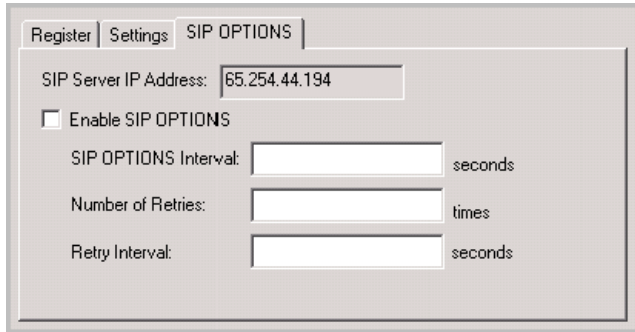 Register Settings SIP OPTIONS
SIP Server IP Address: 65.254.44.194
Enable SIP OPTIONS
SIP OPTIONS Interval: seconds
Number of Retries: times
Retry Interval: seconds